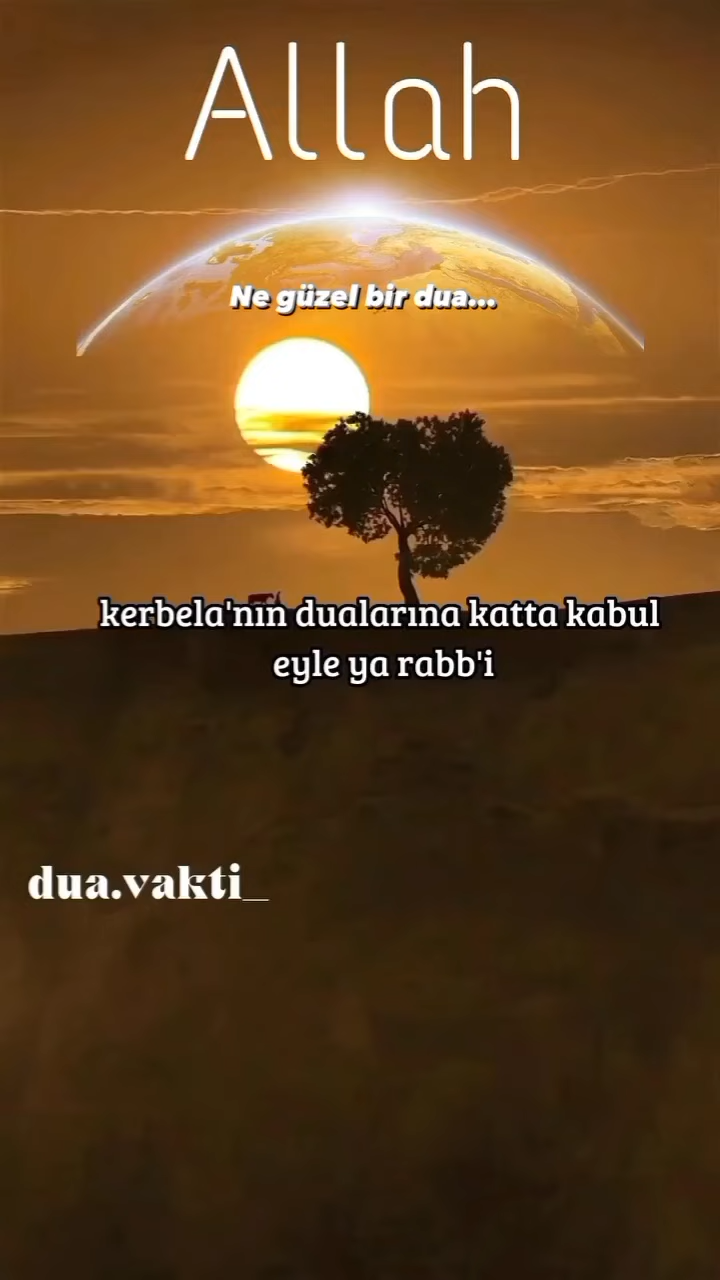 Allah
Ne güzel bir dua...
kerbela'nın dualarına katta kabul
eyle ya rabb'i
dua.vakti_